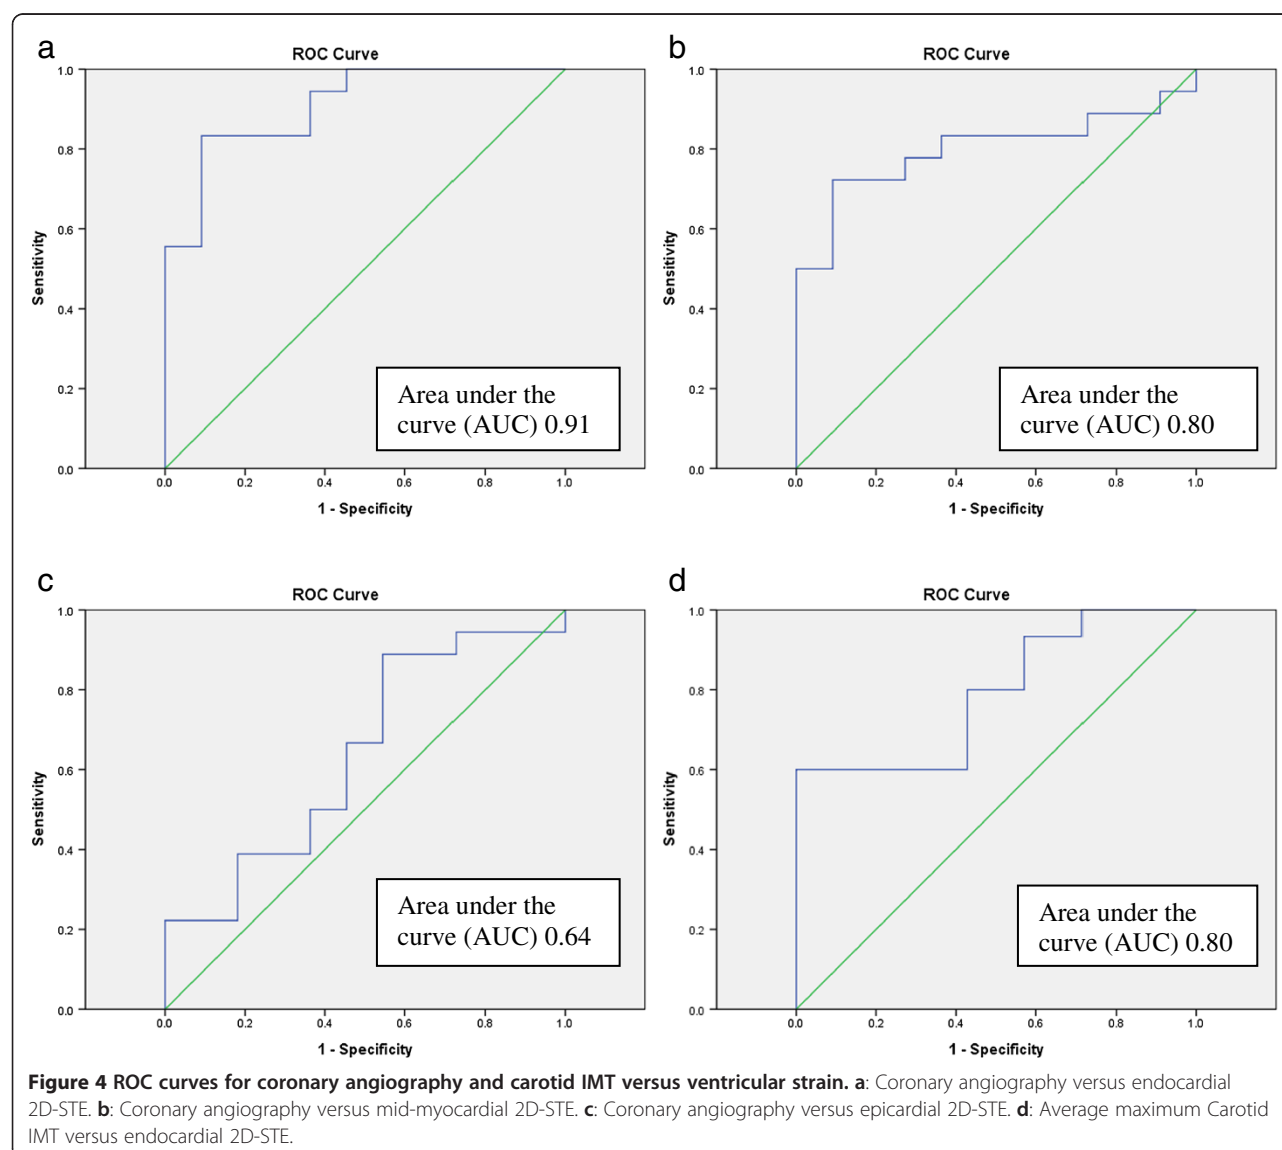 a
ROC Curve
1.0
0.8
0.6
0.4
0.2
0.0
Sensitivity
0.0 0.2 0.4 0.6 0.8 1.0
1 - Specificity
Area under the
curve (AUC) 0.91
b
ROC Curve
1.0
0.8
0.6
0.4
0.2
0.0
Sensitivity
0.0 0.2 0.4 0.6 0.8 1.0
1 - Specificity
Area under the
curve (AUC) 0.80
c
ROC Curve
1.0
0.8
0.6
0.4
0.2
0.0
Sensitivity
0.0 0.2 0.4 0.6 0.8 1.0
1 - Specificity
Area under the
curve (AUC) 0.64
d
ROC Curve
1.0
0.8
0.6
0.4
0.2
0.0
Sensitivity
0.0 0.2 0.4 0.6 0.8 1.0
1 - Specificity
Area under the
curve (AUC) 0.80
Figure 4 ROC curves for coronary angiography and carotid IMT versus ventricular strain. a: Coronary angiography versus endocardial
2D-STE. b: Coronary angiography versus mid-myocardial 2D-STE. c: Coronary angiography versus epicardial 2D-STE. d: Average maximum Carotid
IMT versus endocardial 2D-STE.